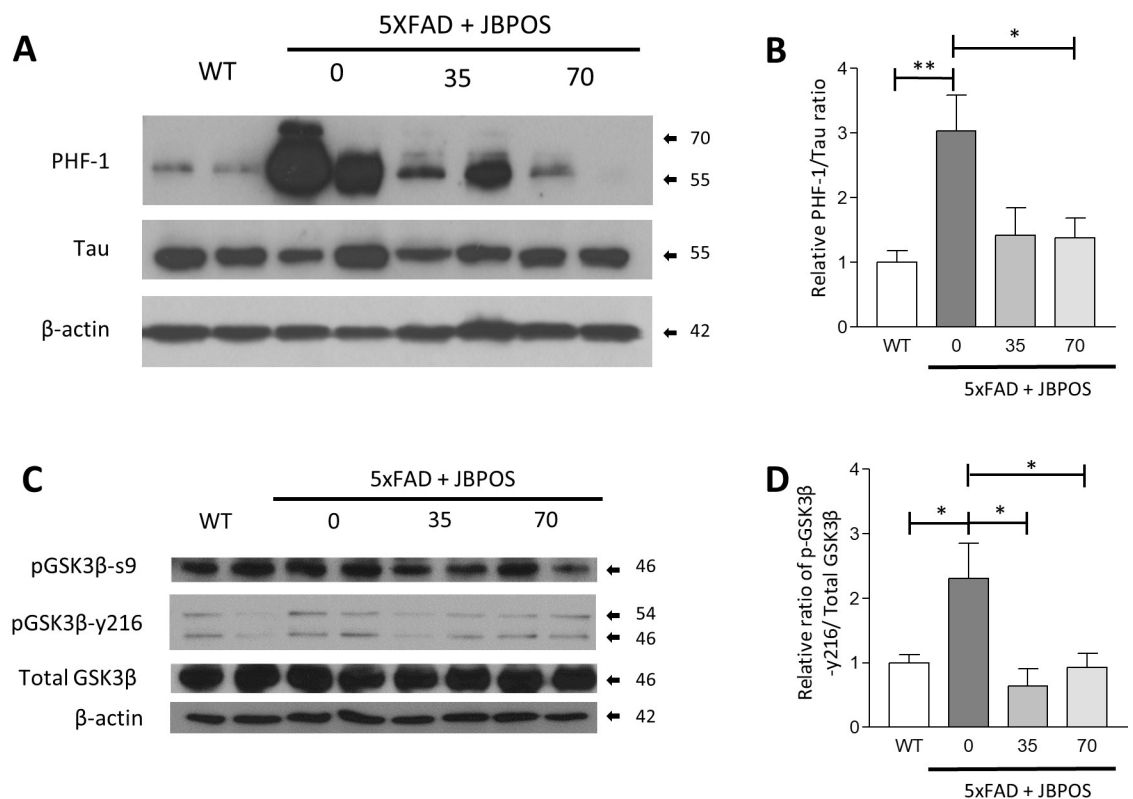 A
5XFAD + JBPOS
WT
0
35
70
PHF-1
70
55
Tau
55
β-actin
42
B
Relative PHF-1/Tau ratio
4
3
2
1
0
**
*
WT
0
35
70
5xFAD + JBPOS
C
5xFAD + JBPOS
WT
0
35
70
pGSK3β-s9
46
pGSK3β-y216
54
46
Total GSK3β
46
β-actin
42
D
Relative ratio of p-GSK3β
-y216/ Total GSK3β
4
3
2
1
0
*
*
*
WT
0
35
70
5xFAD + JBPOS